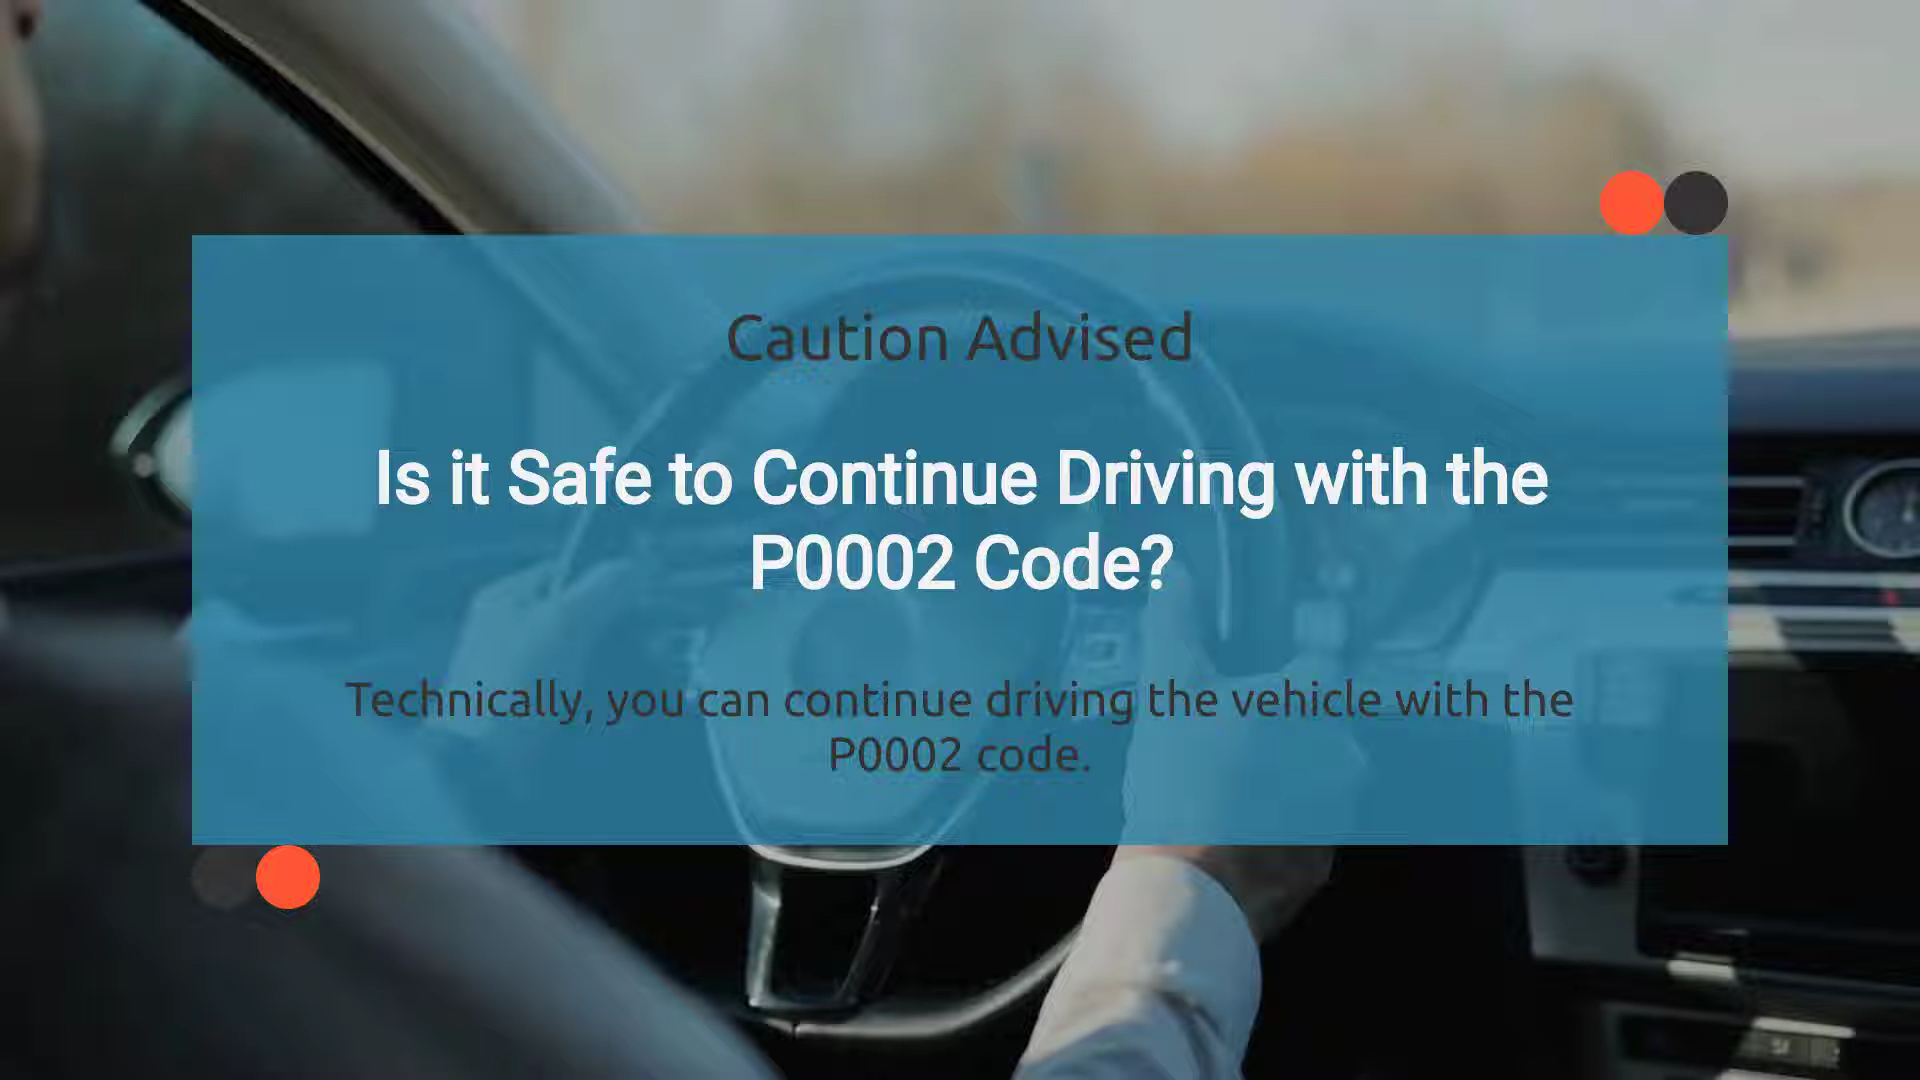 Caution Advised
Is it Safe to Continue Driving with the
P0002 Code?
Technically, you can continue driving the vehicle with the
P0002 code.